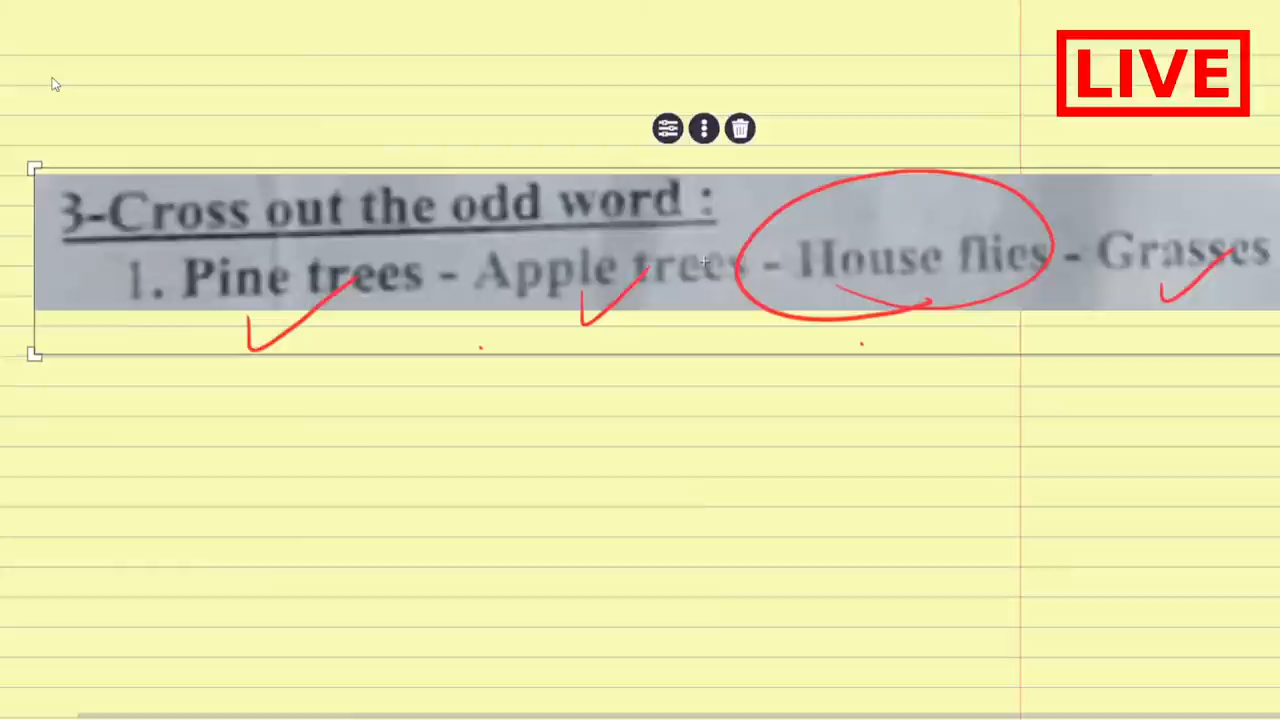 LIVE
3-Cross out the odd word :
1. Pine trees - Apple trees - House flies - Grasses